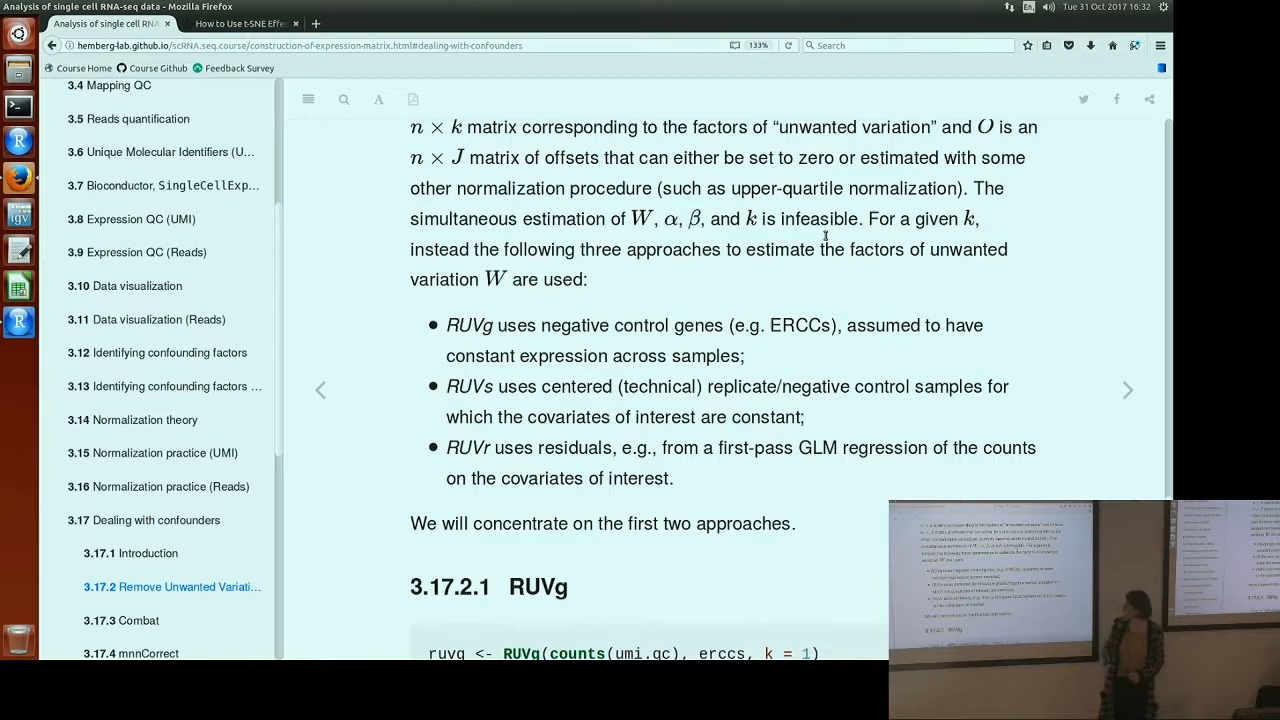 Analysis of single cell RNA-seq data - Mozilla Firefox
En
Tue 31 Oct 2017 16:32
Analysis of single cell RNA ×
How to Use t-SNE Effec ×
hemberg-lab.github.io/scRNA.seq.course/construction-of-expression-matrix.html#dealing-with-confounders
133%
Search
Course Home
Course Github
Feedback Survey
3.4 Mapping QC
3.5 Reads quantification
3.6 Unique Molecular Identifiers (U…
3.7 Bioconductor, SingleCellExp…
3.8 Expression QC (UMI)
3.9 Expression QC (Reads)
3.10 Data visualization
3.11 Data visualization (Reads)
3.12 Identifying confounding factors
3.13 Identifying confounding factors …
3.14 Normalization theory
3.15 Normalization practice (UMI)
3.16 Normalization practice (Reads)
3.17 Dealing with confounders
3.17.1 Introduction
3.17.2 Remove Unwanted Variati…
3.17.3 Combat
3.17.4 mnnCorrect
n × k matrix corresponding to the factors of “unwanted variation” and O is an
n × J matrix of offsets that can either be set to zero or estimated with some
other normalization procedure (such as upper-quartile normalization). The
simultaneous estimation of W, α, β, and k is infeasible. For a given k,
instead the following three approaches to estimate the factors of unwanted
variation W are used:
RUVg uses negative control genes (e.g. ERCCs), assumed to have
constant expression across samples;
RUVs uses centered (technical) replicate/negative control samples for
which the covariates of interest are constant;
RUVr uses residuals, e.g., from a first-pass GLM regression of the counts
on the covariates of interest.
We will concentrate on the first two approaches.
3.17.2.1 RUVg
ruvg <- RUVg(counts(umi.qc), erccs, k = 1)